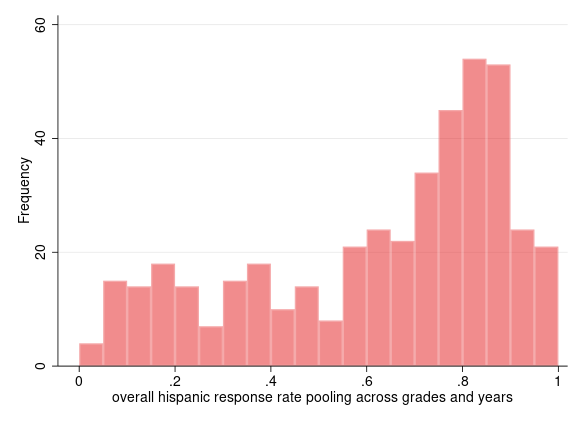 60
40
20
0
Frequency
0 .2 .4 .6 .8 1
overall hispanic response rate pooling across grades and years